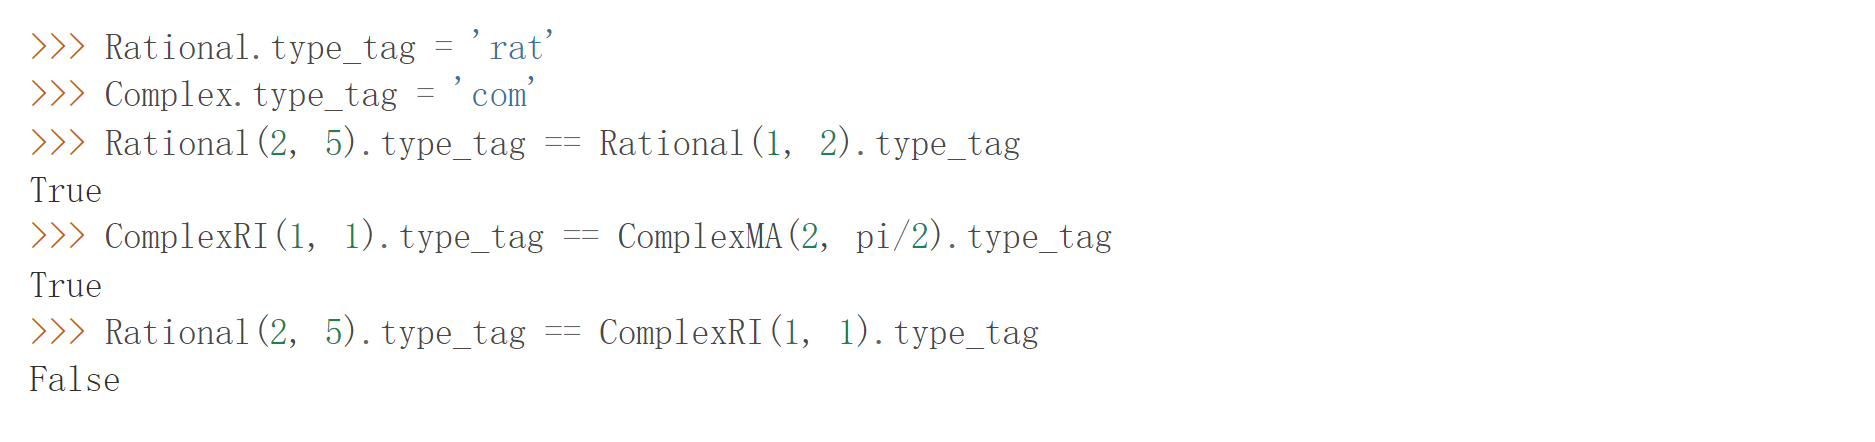 >>> Rational.type_tag = 'rat'
>>> Complex.type_tag = 'com'
>>> Rational(2, 5).type_tag == Rational(1, 2).type_tag
True
>>> ComplexRI(1, 1).type_tag == ComplexMA(2, pi/2).type_tag
True
>>> Rational(2, 5).type_tag == ComplexRI(1, 1).type_tag
False